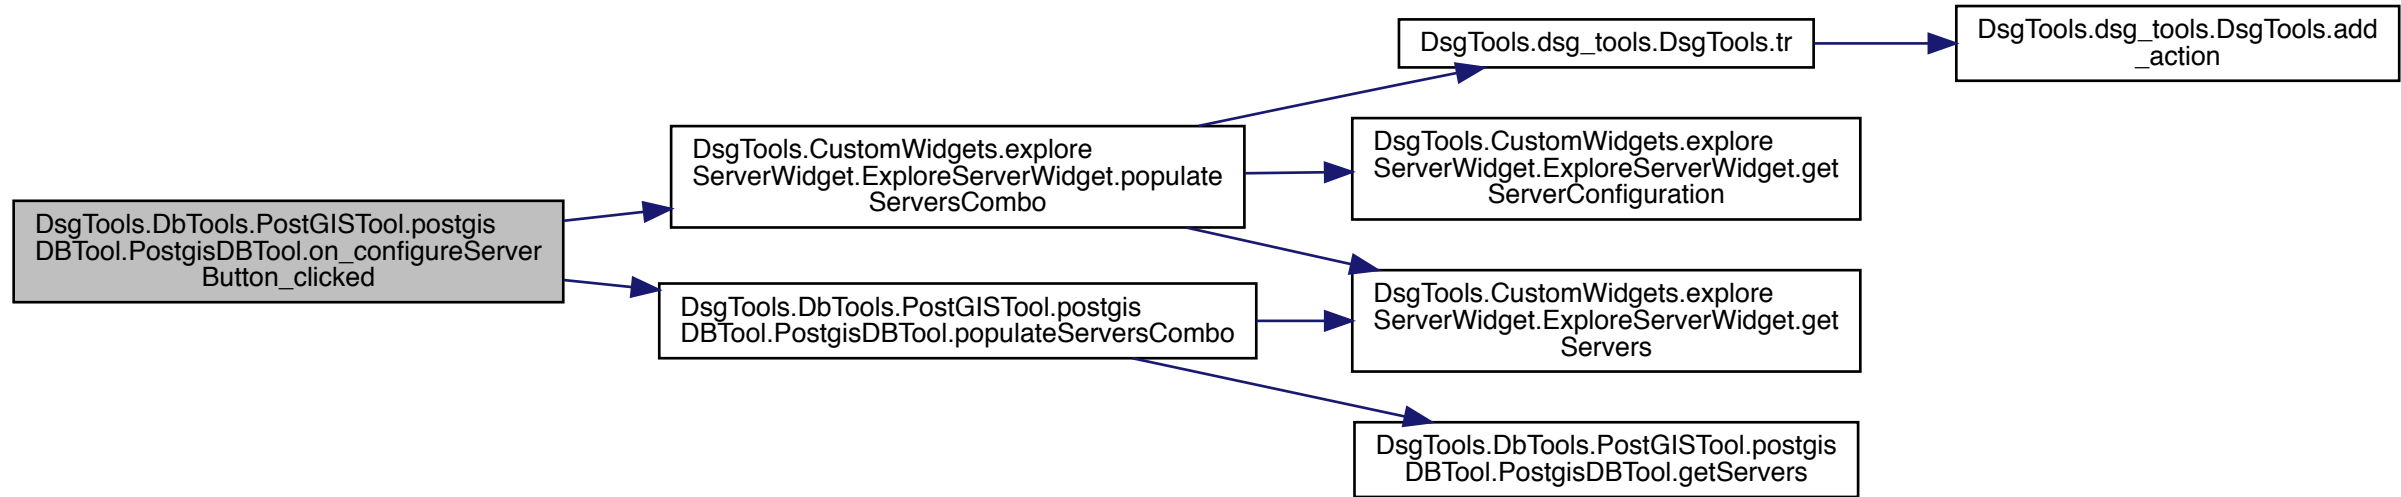 DsgTools.DbTools.PostGISTool.postgis
DBTool.PostgisDBTool.on_configureServer
Button_clicked
DsgTools.CustomWidgets.explore
ServerWidget.ExploreServerWidget.populate
ServersCombo
DsgTools.DbTools.PostGISTool.postgis
DBTool.PostgisDBTool.populateServersCombo
DsgTools.dsg_tools.DsgTools.tr
DsgTools.CustomWidgets.explore
ServerWidget.ExploreServerWidget.get
ServerConfiguration
DsgTools.CustomWidgets.explore
ServerWidget.ExploreServerWidget.get
Servers
DsgTools.DbTools.PostGISTool.postgis
DBTool.PostgisDBTool.getServers
DsgTools.dsg_tools.DsgTools.add
_action